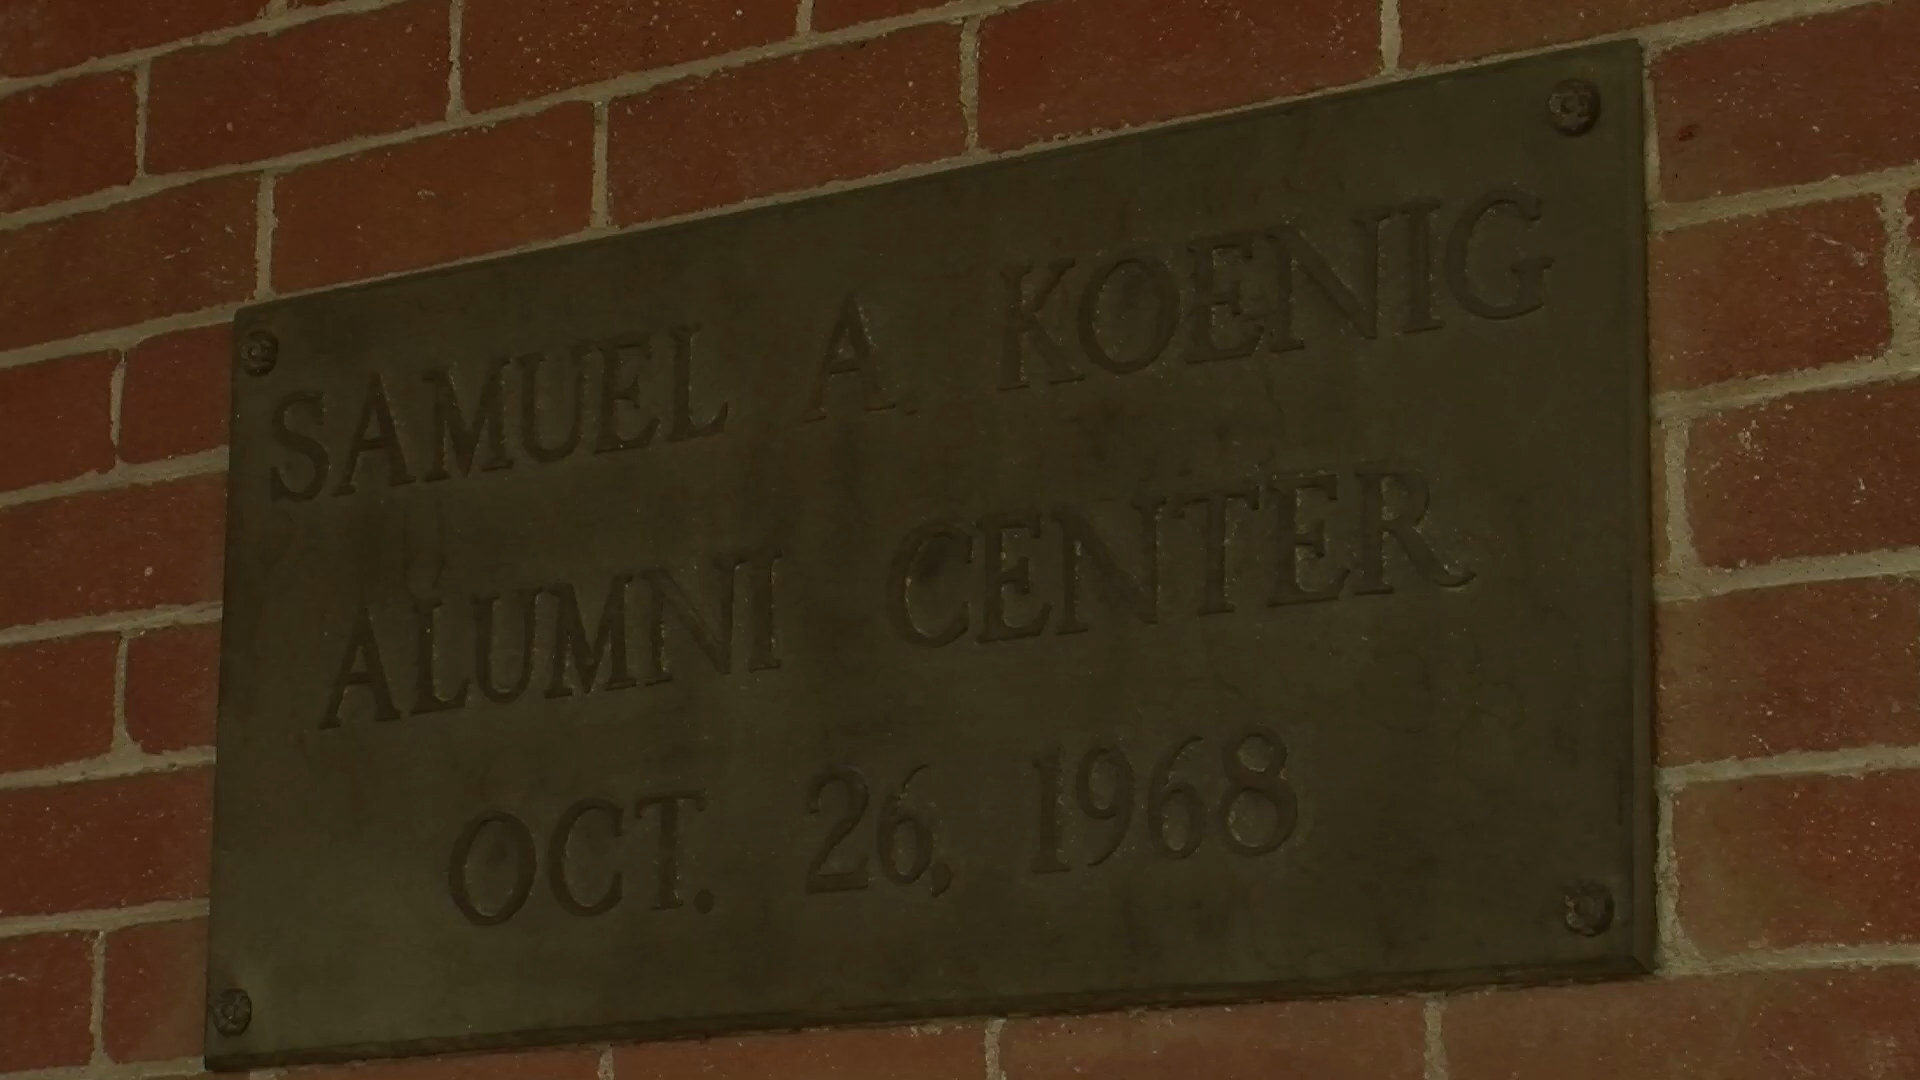 SAMUEL A. KOENIG
ALUMNI CENTER
OCT. 26, 1968